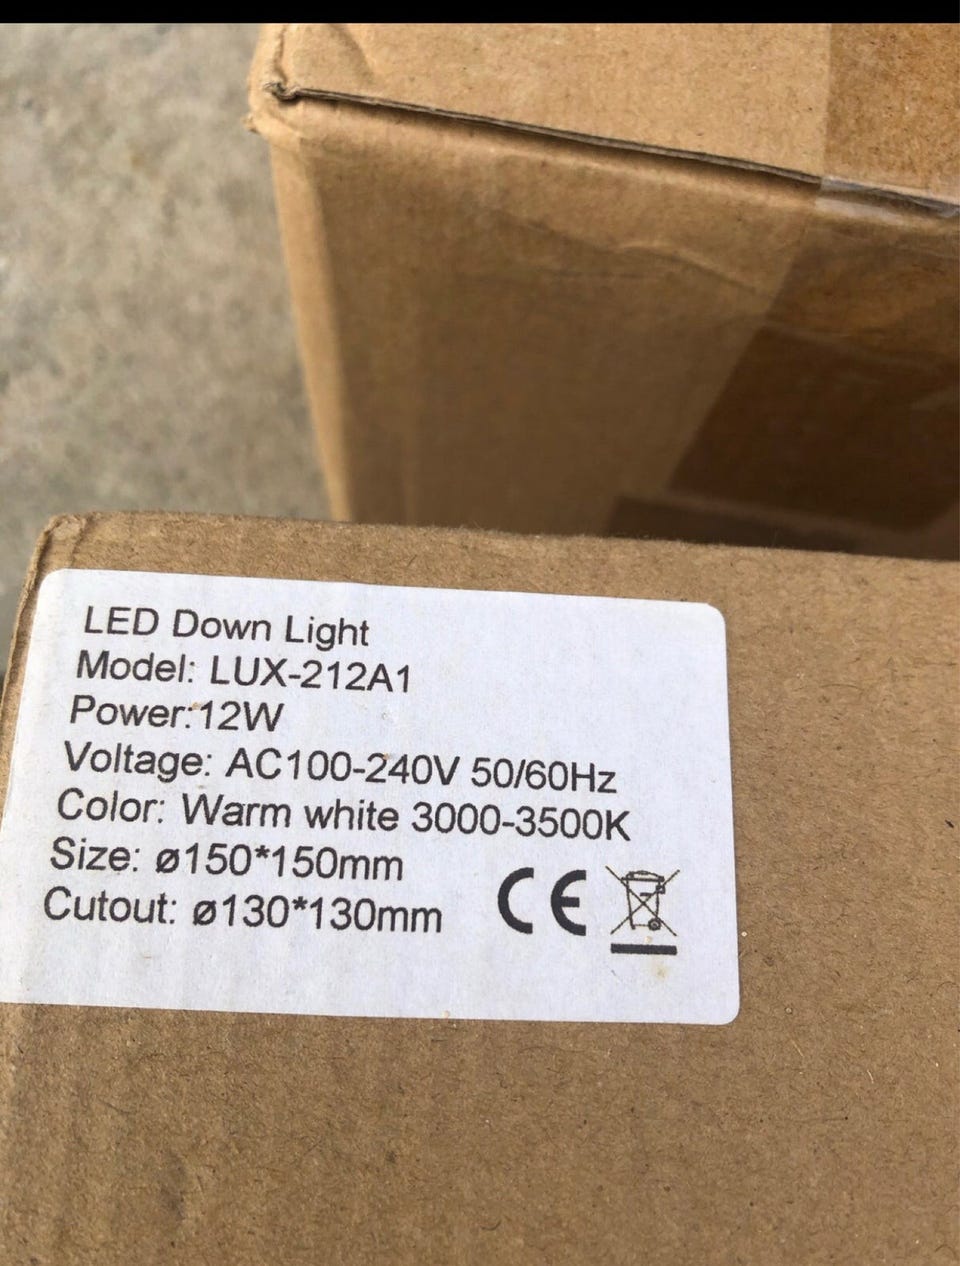 LED Down Light
Model: LUX-212A1
Power:12W
Voltage: AC100-240V 50/60Hz
Color: Warm white 3000-3500K
Size: ø150*150mm
Cutout: ø130*130mm
CE